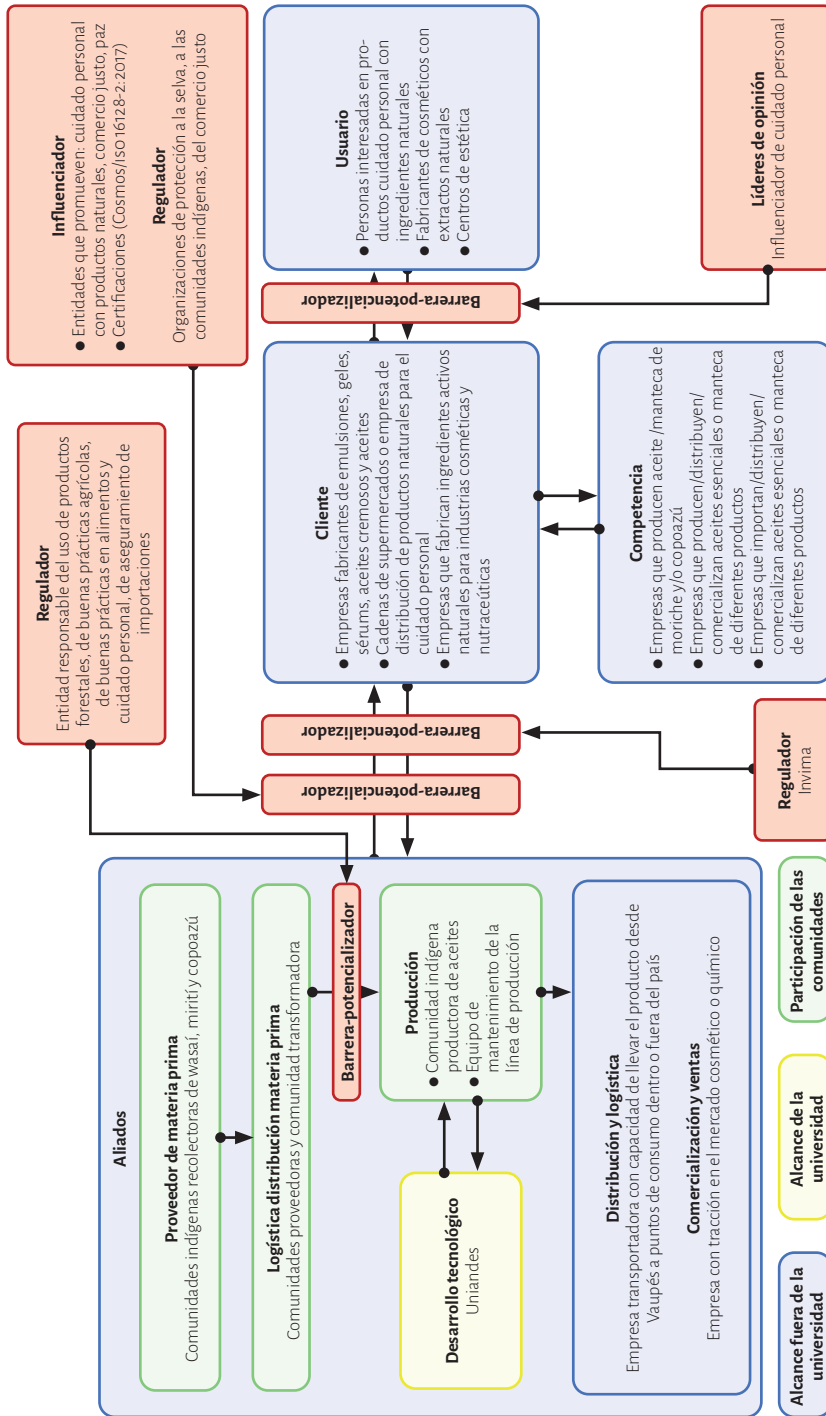 Aliados
Proveedor de materia prima
Comunidades indígenas recolectoras de wasaí, miriti y copoazú
Logística distribución materia prima
Comunidades proveedoras y comunidad transformadora
Barrera-potencializador
Producción
● Comunidad indígena
productora de aceites
● Equipo de
mantenimiento de la
línea de producción
Desarrollo tecnológico
Uniandes
Distribución y logística
Empresa transportadora con capacidad de llevar el producto desde
Vaupés a puntos de consumo dentro o fuera del país
Comercialización y ventas
Empresa con tracción en el mercado cosmético o químico
Regulador
Entidad responsable del uso de productos
forestales, de buenas prácticas agrícolas,
de buenas prácticas en alimentos y
cuidado personal, de aseguramiento de
importaciones
Influenciador
● Entidades que promueven: cuidado personal
con productos naturales, comercio justo, paz
● Certificaciones (Cosmos/ISO 16128-2:2017)
Regulador
Organizaciones de protección a la selva, a las
comunidades indígenas, del comercio justo
Barrera-potencializador
Barrera-potencializador
Cliente
● Empresas fabricantes de emulsiones, geles,
sérums, aceites cremosos y aceites
● Cadenas de supermercados o empresa de
distribución de productos naturales para el
cuidado personal
● Empresas que fabrican ingredientes activos
naturales para industrias cosméticas y
nutraceúticas
Barrera-potencializador
Usuario
● Personas interesadas en pro-
ductos cuidado personal con
ingredientes naturales
● Fabricantes de cosméticos con
extractos naturales
● Centros de estética
Competencia
● Empresas que producen aceite /manteca de
moriche y/o copoazú
● Empresas que producen/distribuyen/
comercializan aceites esenciales o manteca
de diferentes productos
● Empresas que importan/distribuyen/
comercializan aceites esenciales o manteca
de diferentes productos
Regulador
Invima
Líderes de opinión
Influenciador de cuidado personal
Alcance fuera de la
universidad
Alcance de la
universidad
Participación de las
comunidades